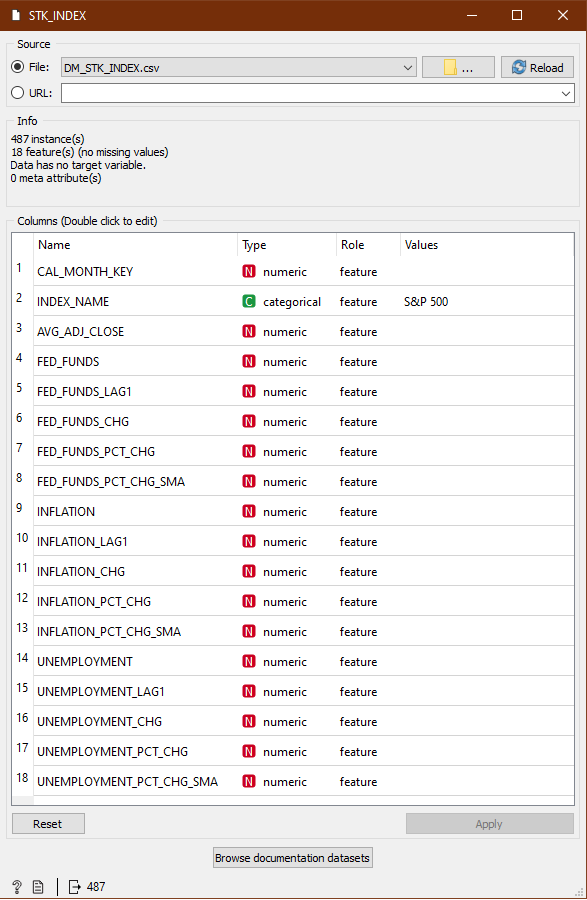 STK_INDEX
Source
File: DM_STK_INDEX.csv ... Reload
URL:
Info
487 instance(s)
18 feature(s) (no missing values)
Data has no target variable.
0 meta attribute(s)
Columns (Double click to edit)
Name Type Role Values
1 CAL_MONTH_KEY N numeric feature
2 INDEX_NAME C categorical feature S&P 500
3 AVG_ADJ_CLOSE N numeric feature
4 FED_FUNDS N numeric feature
5 FED_FUNDS_LAG1 N numeric feature
6 FED_FUNDS_CHG N numeric feature
7 FED_FUNDS_PCT_CHG N numeric feature
8 FED_FUNDS_PCT_CHG_SMA N numeric feature
9 INFLATION N numeric feature
10 INFLATION_LAG1 N numeric feature
11 INFLATION_CHG N numeric feature
12 INFLATION_PCT_CHG N numeric feature
13 INFLATION_PCT_CHG_SMA N numeric feature
14 UNEMPLOYMENT N numeric feature
15 UNEMPLOYMENT_LAG1 N numeric feature
16 UNEMPLOYMENT_CHG N numeric feature
17 UNEMPLOYMENT_PCT_CHG N numeric feature
18 UNEMPLOYMENT_PCT_CHG_SMA N numeric feature
Reset Apply
Browse documentation datasets
? 487